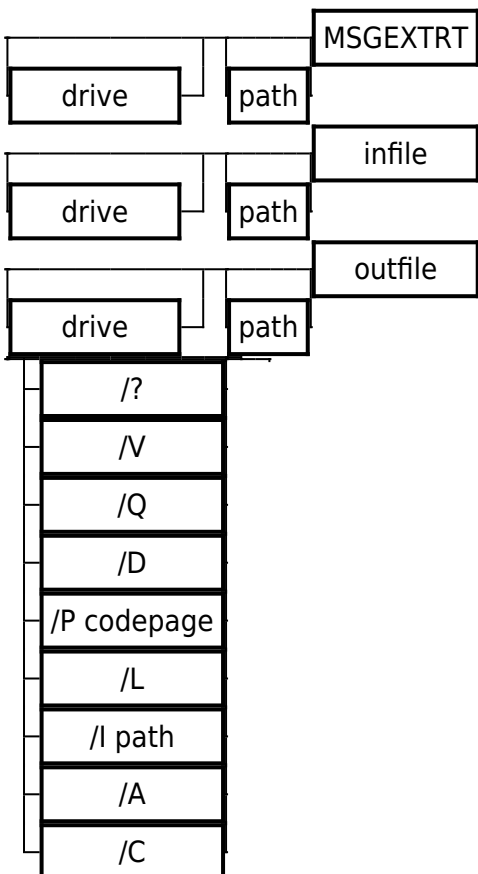 MSGEXTRT
drive path
infile
drive path
outfile
drive path
/?
/V
/Q
/D
/P codepage
/L
/I path
/A
/C